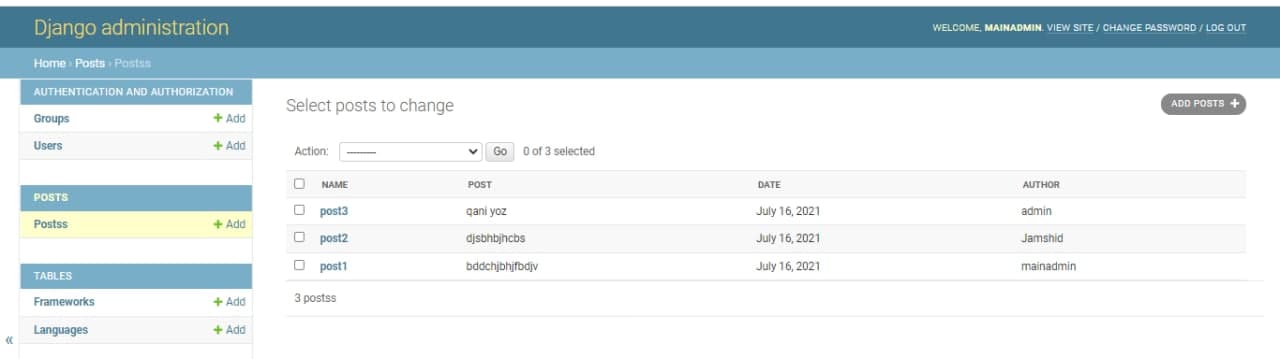 Django administration
WELCOME, MAINADMIN. VIEW SITE / CHANGE PASSWORD / LOG OUT
Home › Posts › Postss
AUTHENTICATION AND AUTHORIZATION
Groups + Add
Users + Add
POSTS
Postss + Add
TABLES
Frameworks + Add
Languages + Add
«
Select posts to change
ADD POSTS +
Action: --------- Go 0 of 3 selected
NAME POST DATE AUTHOR
post3 qani yoz July 16, 2021 admin
post2 djsbhbjhcbs July 16, 2021 Jamshid
post1 bddchjbhjfbdjv July 16, 2021 mainadmin
3 postss